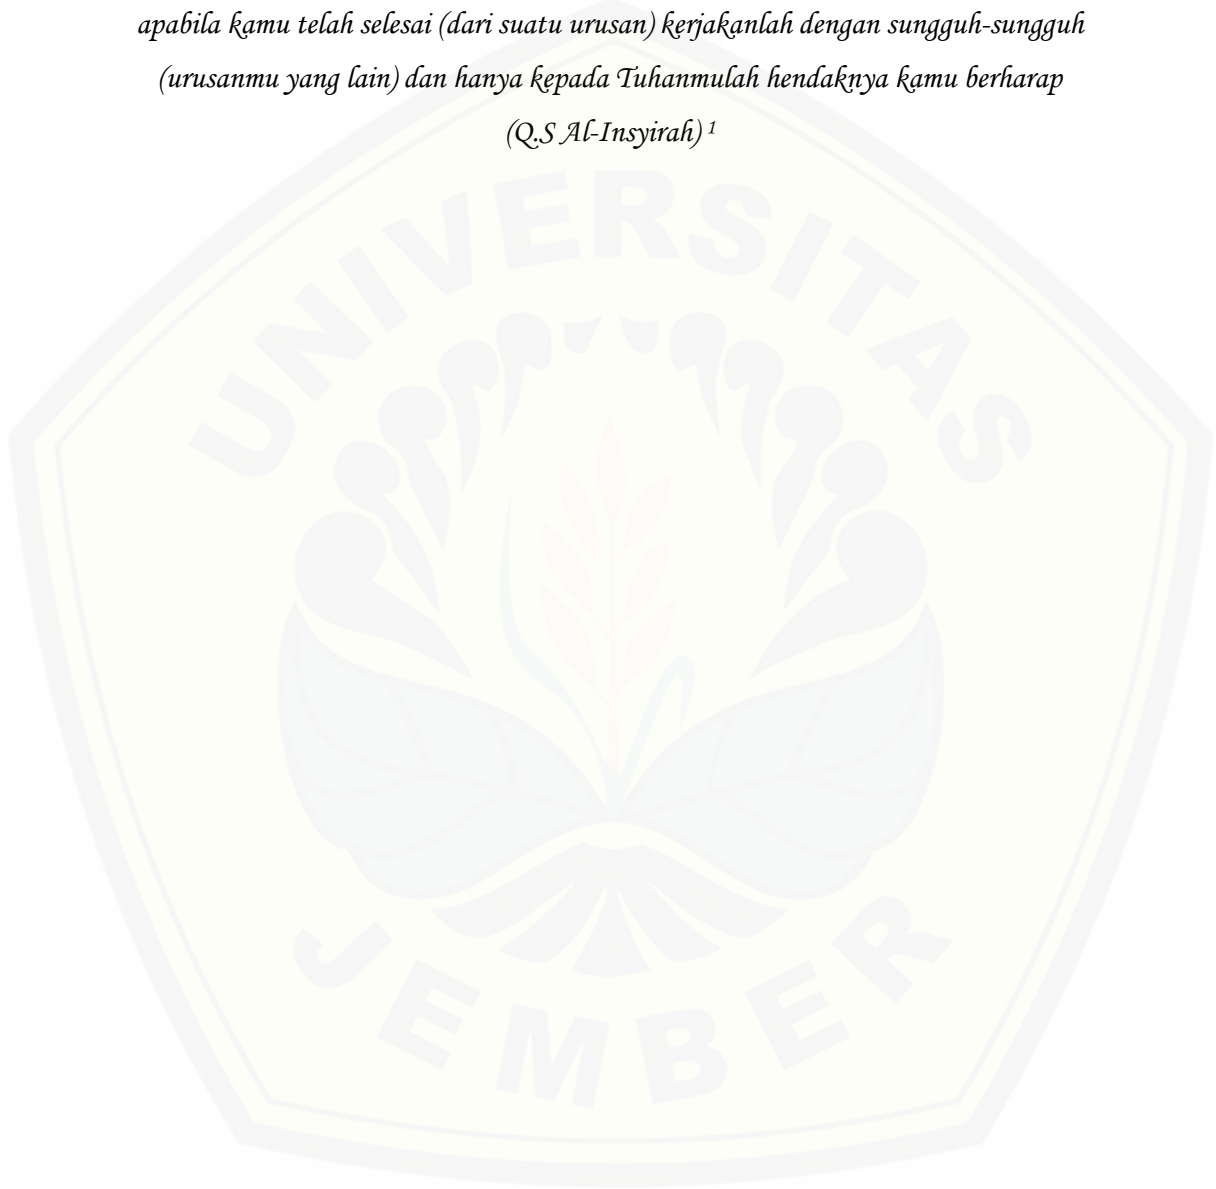 apabila kamu telah selesai (dari suatu urusan) kerjakanlah dengan sungguh-sungguh
(urusanmu yang lain) dan hanya kepada Tuhanmulah hendaknya kamu berharap
(Q.S Al-Insyirah) ¹
UNIVERSITAS
JEMBER